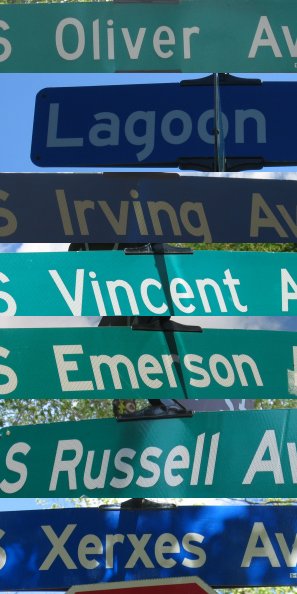 S Oliver Av
Lagoon
S Irving Av
S Vincent A
S Emerson
S Russell Av
S Xerxes Av